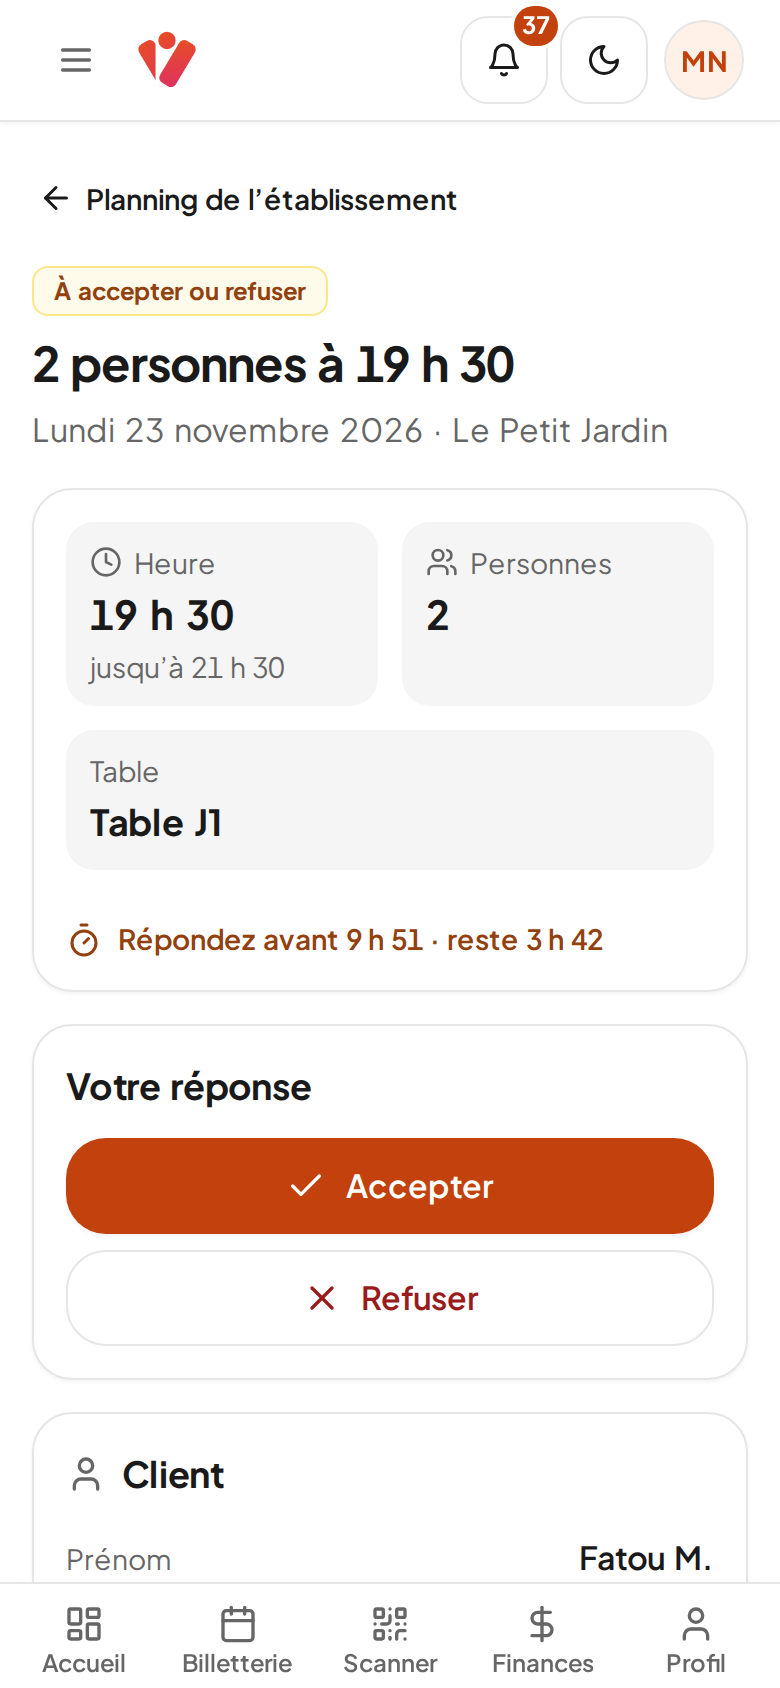 37
MN
Planning de l’établissement
À accepter ou refuser
2 personnes à 19 h 30
Lundi 23 novembre 2026 · Le Petit Jardin
Heure
19 h 30
jusqu’à 21 h 30
Personnes
2
Table
Table J1
Répondez avant 9 h 51 · reste 3 h 42
Votre réponse
Accepter
Refuser
Client
Prénom
Fatou M.
Accueil
Billetterie
Scanner
Finances
Profil